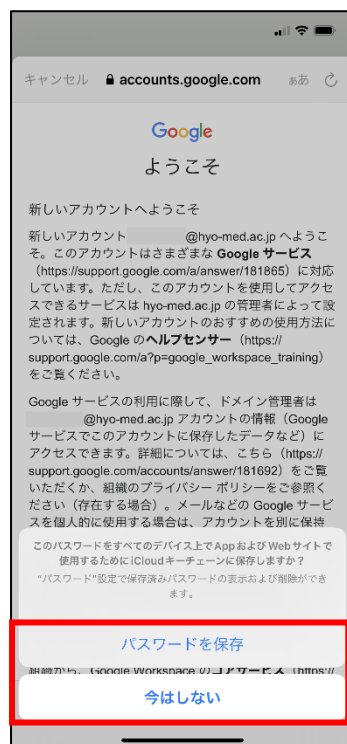 キャンセル accounts.google.com ぁあ
Google
ようこそ
新しいアカウントへようこそ
新しいアカウント @hyo-med.ac.jp へようこ
そ。このアカウントはさまざまな Google サービス
（https://support.google.com/a/answer/181865）に対応
しています。ただし、このアカウントを使用してアクセ
スできるサービスは hyo-med.ac.jp の管理者によって設
定されます。新しいアカウントのおすすめの使用方法に
ついては、Google のヘルプセンター（https://
support.google.com/a?p=google_workspace_training）
をご覧ください。
Google サービスの利用に際して、ドメイン管理者は
@hyo-med.ac.jp アカウントの情報（Google
サービスでこのアカウントに保存したデータなど）に
アクセスできます。詳細については、こちら（https://
support.google.com/accounts/answer/181692）をご覧
いただくか、組織のプライバシー ポリシーをご参照く
ださい（存在する場合）。メールなどの Google サービ
スを個人的に使用する場合は、アカウントを別に保持
このパスワードをすべてのデバイス上でAppおよびWebサイトで
使用するためにiCloudキーチェーンに保存しますか？
"パスワード"設定で保存済みパスワードの表示および削除ができ
ます。
パスワードを保存
組織から、Google Workspace のコアサービス（https://
今はしない